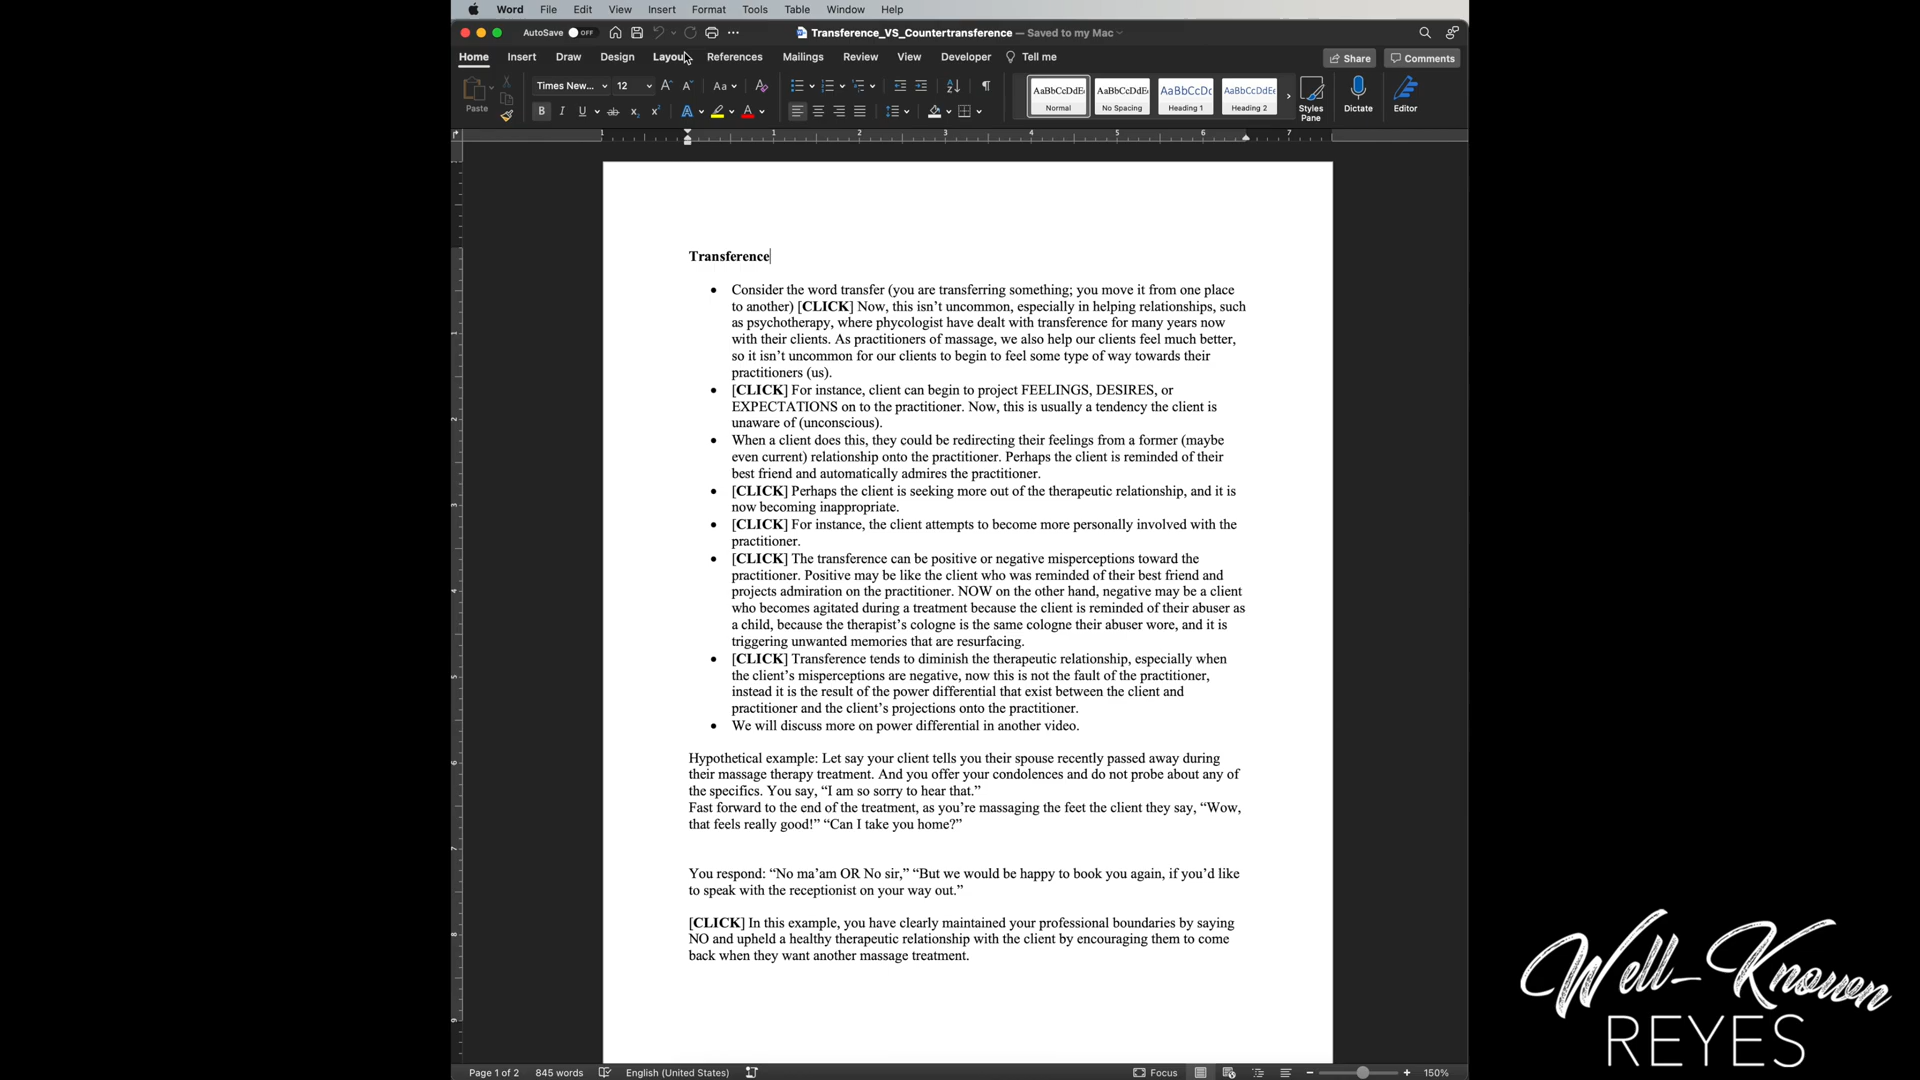 Word File Edit View Insert Format Tools Table Window Help
AutoSave OFF Transference_VS_Countertransference — Saved to my Mac
Home Insert Draw Design Layout References Mailings Review View Developer Tell me Share Comments
Paste Times New... 12 Aa AaBbCcDdEe AaBbCcDdEe AaBbCcDc AaBbCcDdEe
Normal No Spacing Heading 1 Heading 2 Styles Pane Dictate Editor
B I U ab x₂ x² A A
1 1 2 3 4 5 6 7
Transference
• Consider the word transfer (you are transferring something; you move it from one place
to another) [CLICK] Now, this isn’t uncommon, especially in helping relationships, such
as psychotherapy, where phycologist have dealt with transference for many years now
with their clients. As practitioners of massage, we also help our clients feel much better,
so it isn’t uncommon for our clients to begin to feel some type of way towards their
practitioners (us).
• [CLICK] For instance, client can begin to project FEELINGS, DESIRES, or
EXPECTATIONS on to the practitioner. Now, this is usually a tendency the client is
unaware of (unconscious).
• When a client does this, they could be redirecting their feelings from a former (maybe
even current) relationship onto the practitioner. Perhaps the client is reminded of their
best friend and automatically admires the practitioner.
• [CLICK] Perhaps the client is seeking more out of the therapeutic relationship, and it is
now becoming inappropriate.
• [CLICK] For instance, the client attempts to become more personally involved with the
practitioner.
• [CLICK] The transference can be positive or negative misperceptions toward the
practitioner. Positive may be like the client who was reminded of their best friend and
projects admiration on the practitioner. NOW on the other hand, negative may be a client
who becomes agitated during a treatment because the client is reminded of their abuser as
a child, because the therapist’s cologne is the same cologne their abuser wore, and it is
triggering unwanted memories that are resurfacing.
• [CLICK] Transference tends to diminish the therapeutic relationship, especially when
the client’s misperceptions are negative, now this is not the fault of the practitioner,
instead it is the result of the power differential that exist between the client and
practitioner and the client’s projections onto the practitioner.
• We will discuss more on power differential in another video.
Hypothetical example: Let say your client tells you their spouse recently passed away during
their massage therapy treatment. And you offer your condolences and do not probe about any of
the specifics. You say, “I am so sorry to hear that.”
Fast forward to the end of the treatment, as you’re massaging the feet the client they say, “Wow,
that feels really good!” “Can I take you home?”
You respond: “No ma’am OR No sir,” “But we would be happy to book you again, if you’d like
to speak with the receptionist on your way out.”
[CLICK] In this example, you have clearly maintained your professional boundaries by saying
NO and upheld a healthy therapeutic relationship with the client by encouraging them to come
back when they want another massage treatment.
Page 1 of 2 845 words English (United States) Focus 150%
Well-Known
REYES